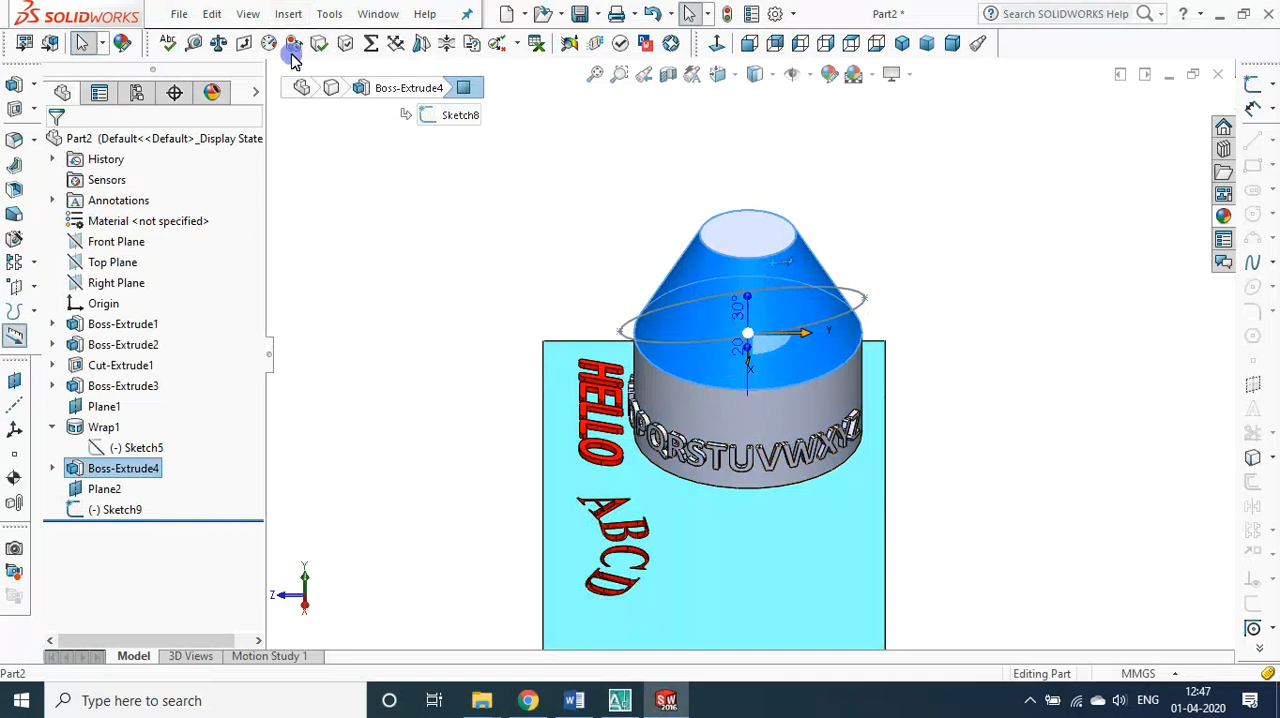 SOLIDWORKS File Edit View Insert Tools Window Help Part2 * Search SOLIDWORKS Help
Boss-Extrude4
Sketch8
Part2 (Default<<Default>_Display State
History
Sensors
Annotations
Material <not specified>
Front Plane
Top Plane
Right Plane
Origin
Boss-Extrude1
Boss-Extrude2
Cut-Extrude1
Boss-Extrude3
Plane1
Wrap1
(-) Sketch5
Boss-Extrude4
Plane2
(-) Sketch9
30°
20
Y
X
HELLO
PQRSTUVWXYZ
ABCD
Y
Z
X
Model 3D Views Motion Study 1
Part2 Editing Part MMGS
Type here to search
ENG 12:47
01-04-2020